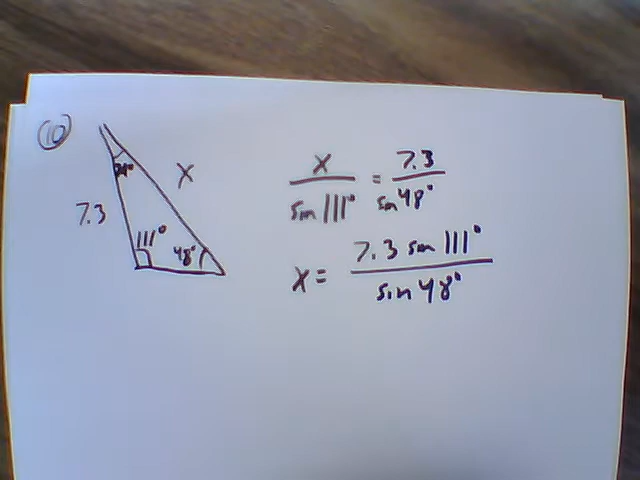 10
21°
x
7.3
111°
48°
x / sin 111° = 7.3 / sin 48°
x = 7.3 sin 111° / sin 48°